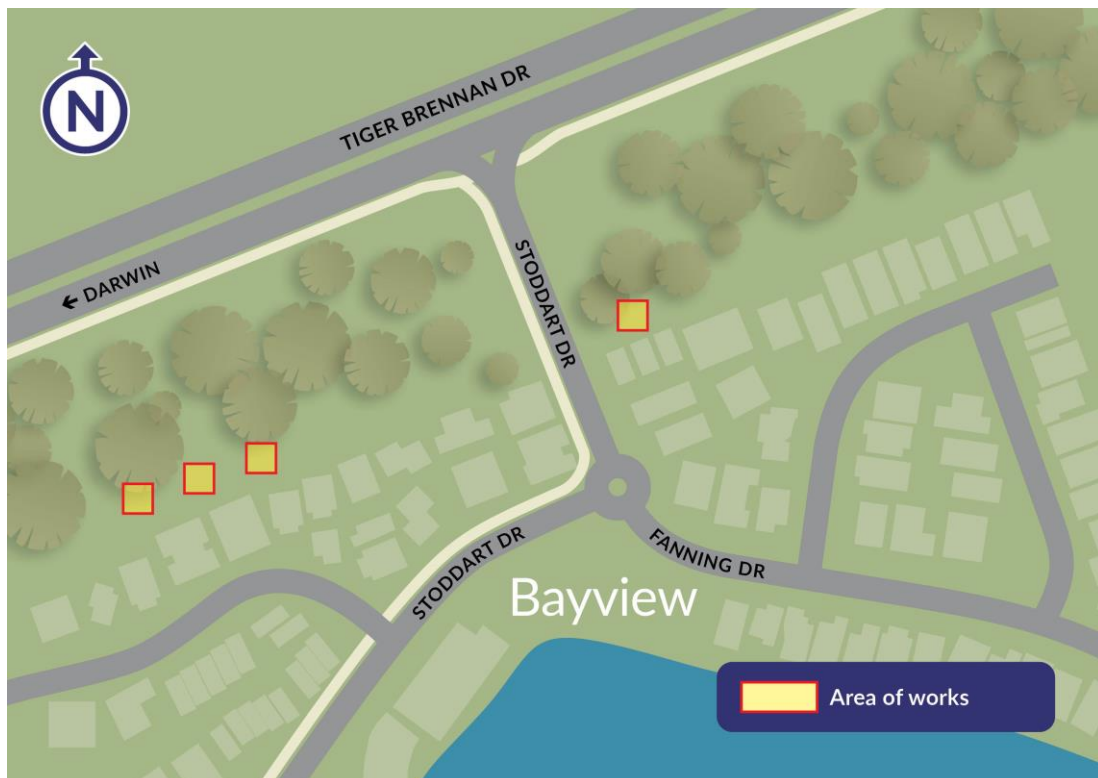 N
TIGER BRENNAN DR
← DARWIN
STODDART DR
STODDART DR
FANNING DR
Bayview
Area of works